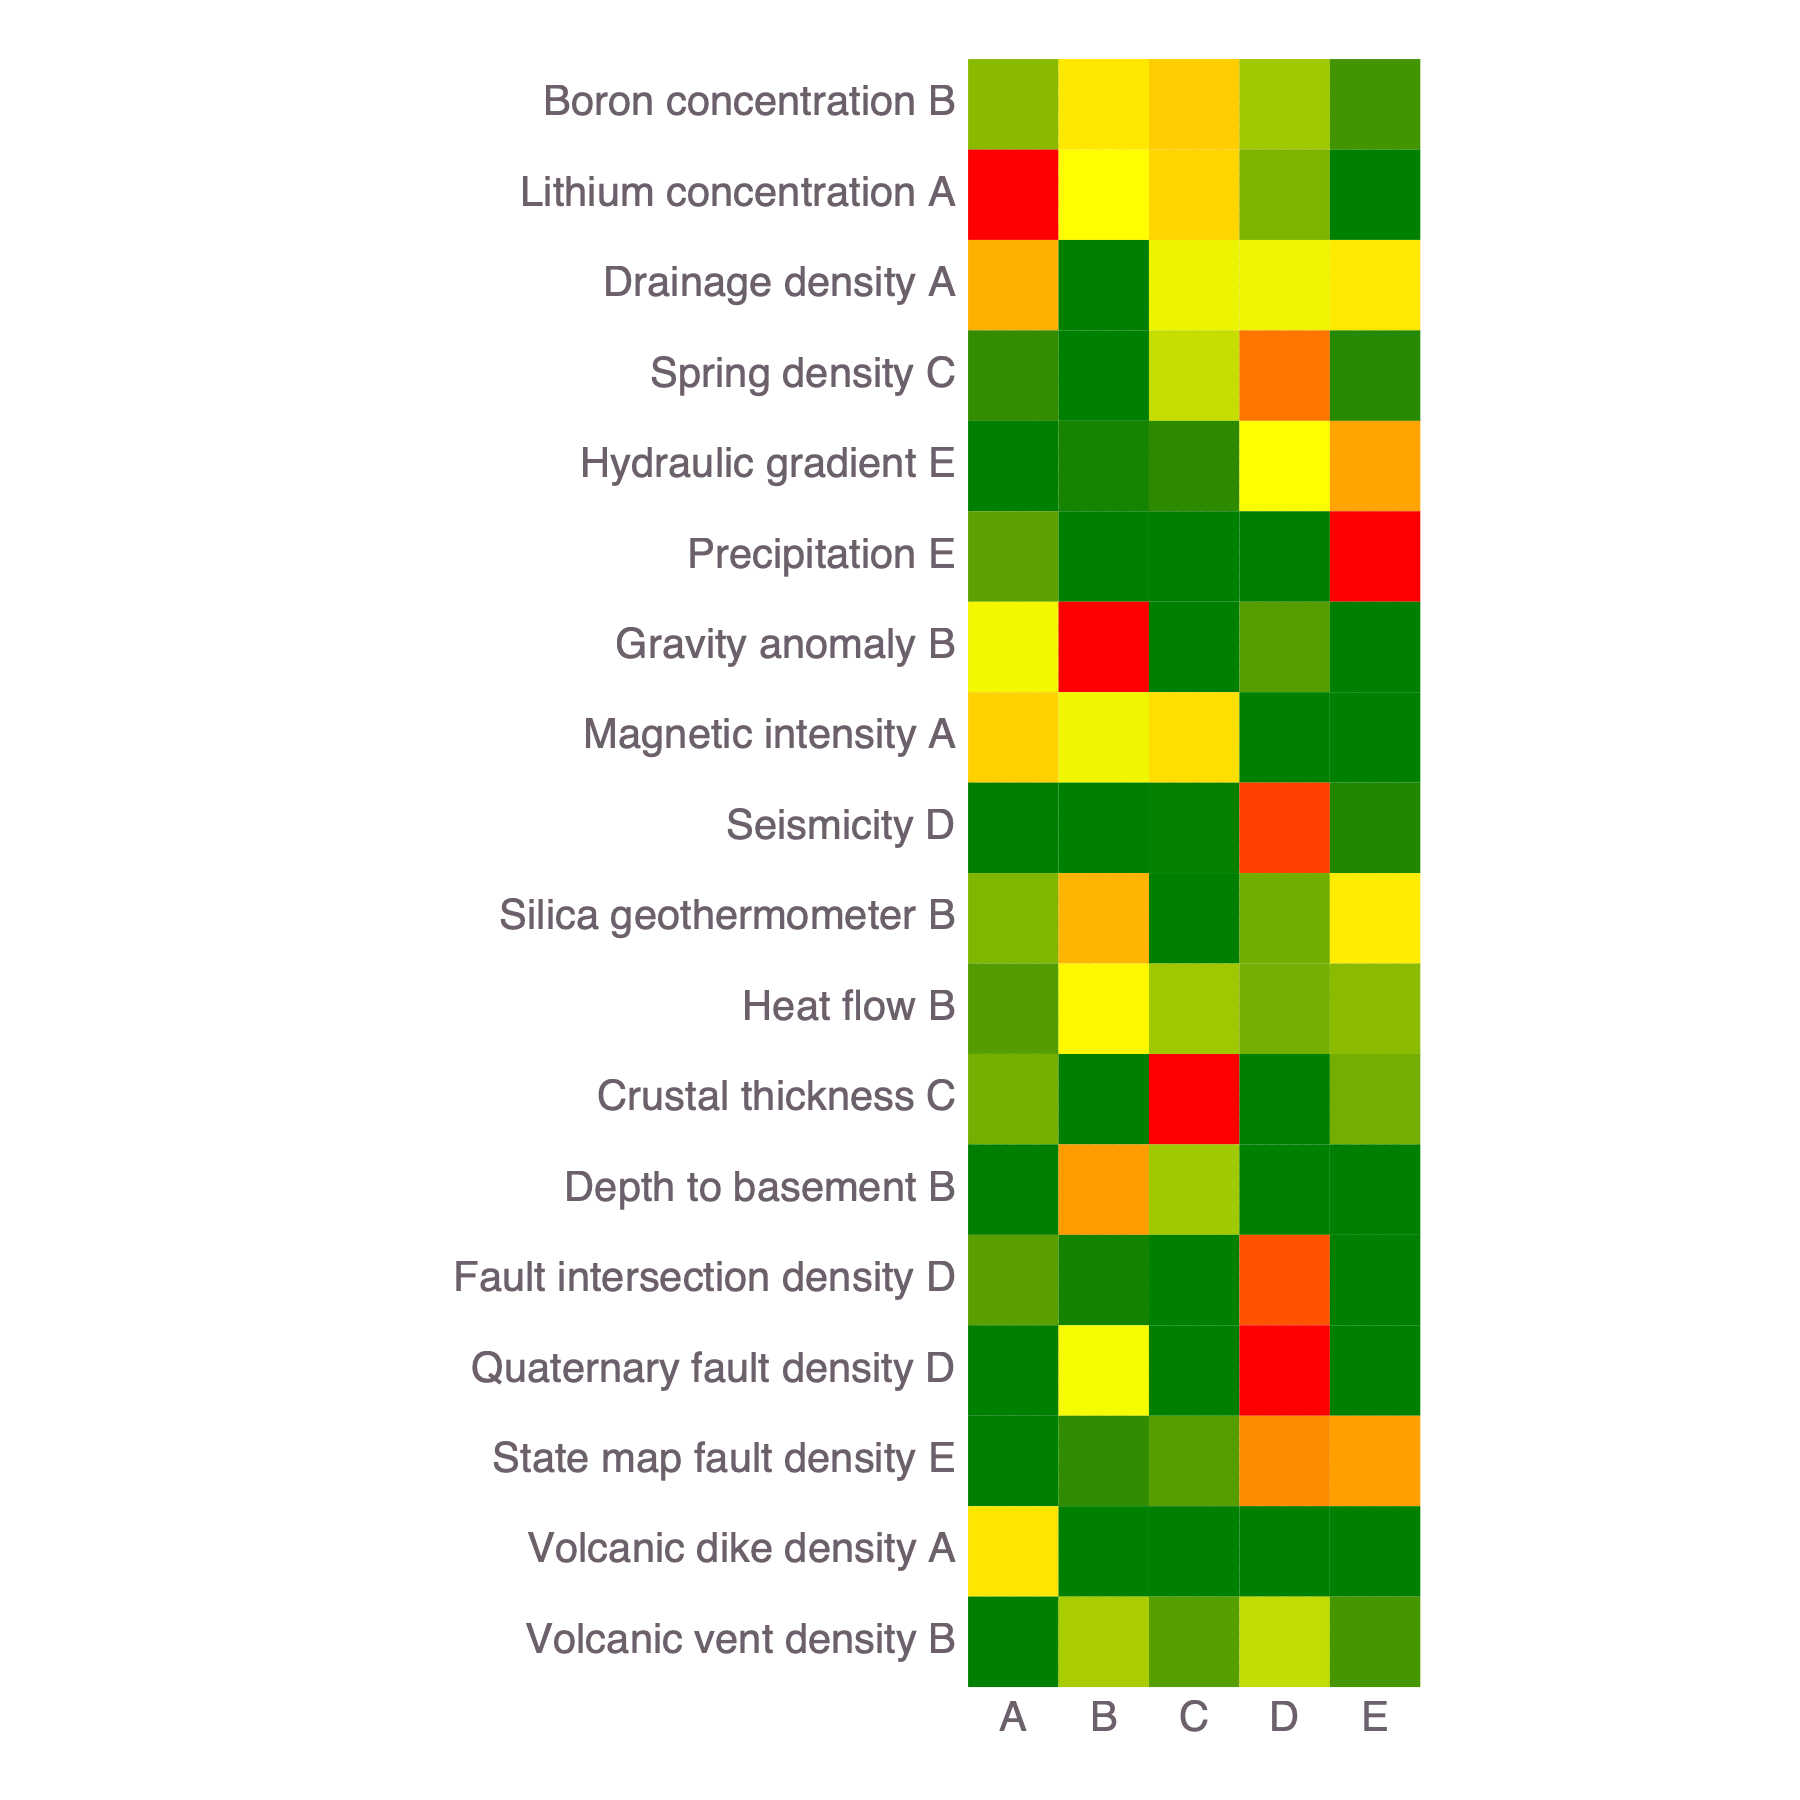 Boron concentration B
Lithium concentration A
Drainage density A
Spring density C
Hydraulic gradient E
Precipitation E
Gravity anomaly B
Magnetic intensity A
Seismicity D
Silica geothermometer B
Heat flow B
Crustal thickness C
Depth to basement B
Fault intersection density D
Quaternary fault density D
State map fault density E
Volcanic dike density A
Volcanic vent density B
A B C D E